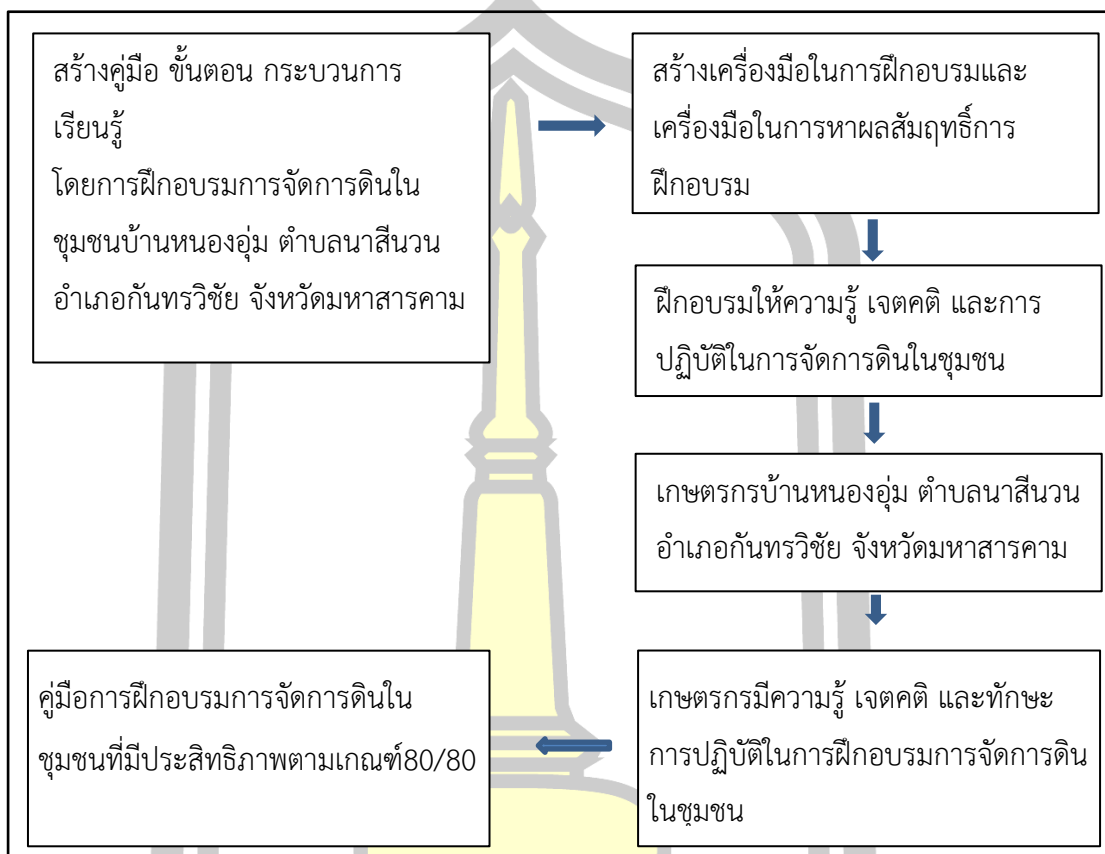 สร้างคู่มือ ขั้นตอน กระบวนการ
เรียนรู้
โดยการฝึกอบรมการจัดการดินใน
ชุมชนบ้านหนองอุ่ม ตำบลนาสีนวน
อำเภอกันทรวิชัย จังหวัดมหาสารคาม
สร้างเครื่องมือในการฝึกอบรมและ
เครื่องมือในการหาผลสัมฤทธิ์การ
ฝึกอบรม
ฝึกอบรมให้ความรู้ เจตคติ และการ
ปฏิบัติในการจัดการดินในชุมชน
เกษตรกรบ้านหนองอุ่ม ตำบลนาสีนวน
อำเภอกันทรวิชัย จังหวัดมหาสารคาม
เกษตรกรมีความรู้ เจตคติ และทักษะ
การปฏิบัติในการฝึกอบรมการจัดการดิน
ในชุมชน
คู่มือการฝึกอบรมการจัดการดินใน
ชุมชนที่มีประสิทธิภาพตามเกณฑ์80/80